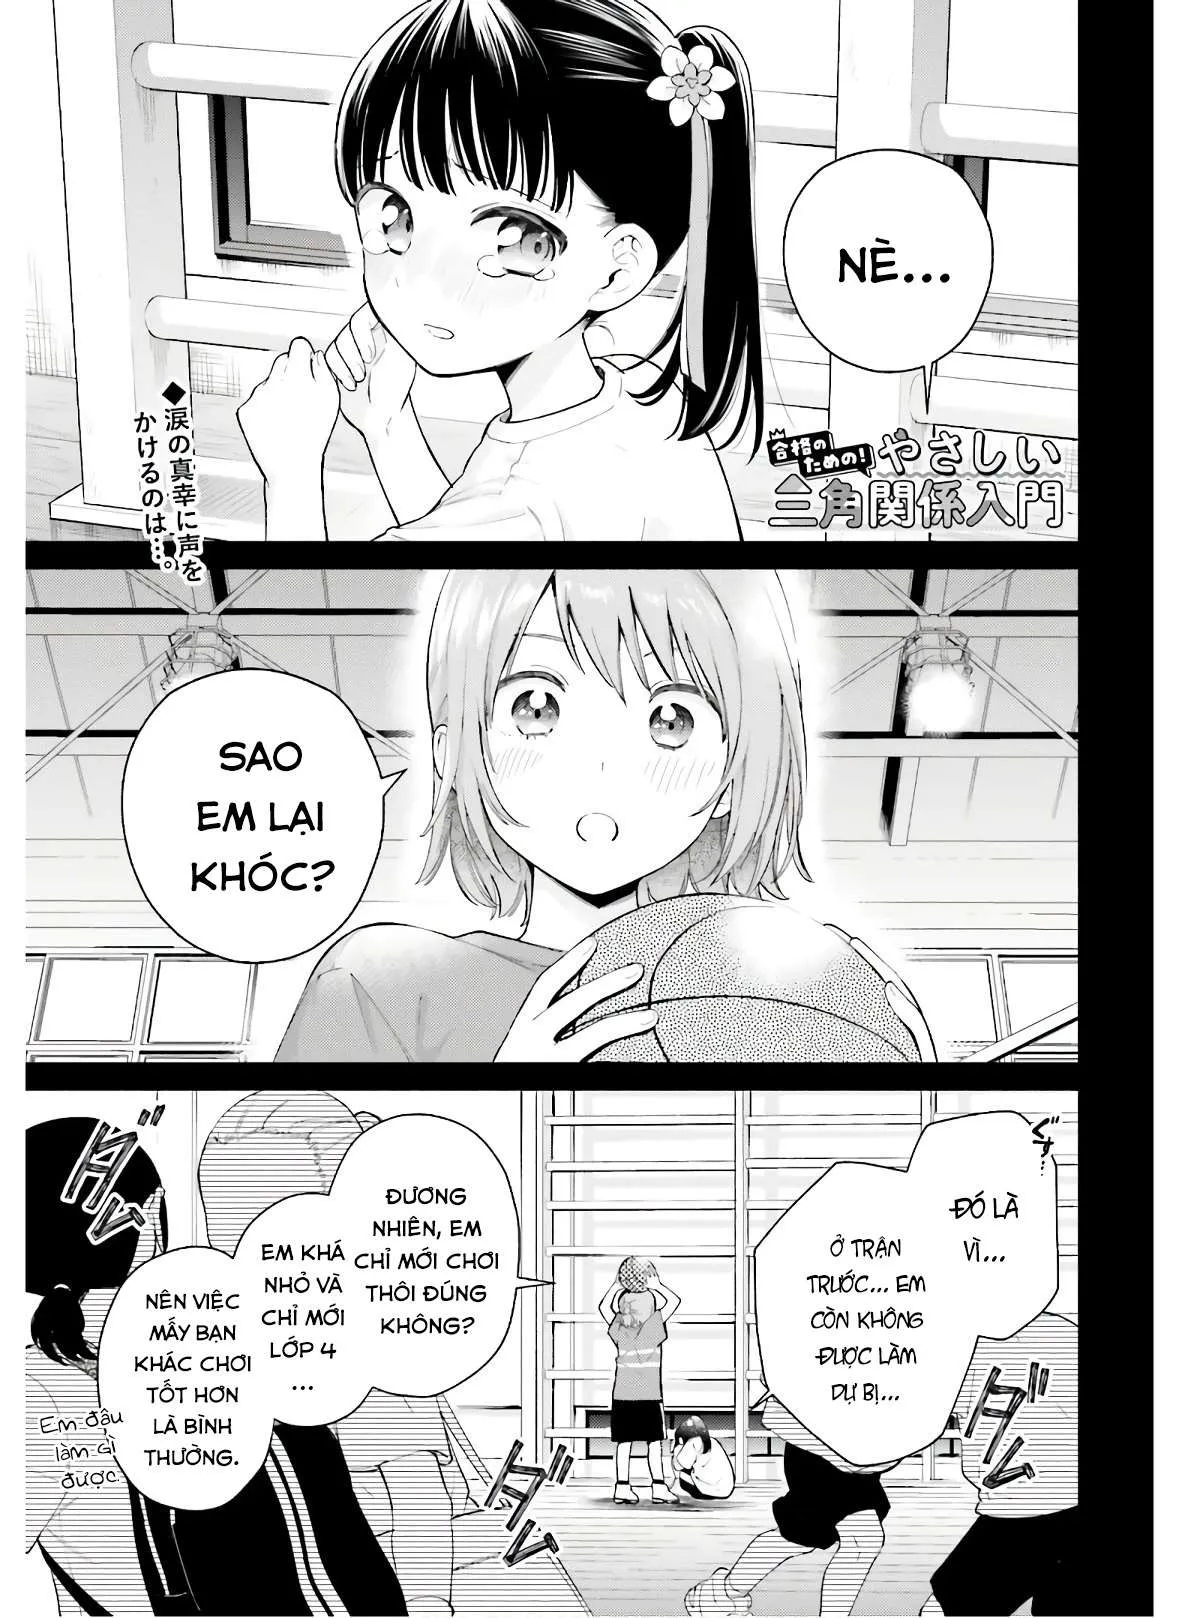 NÈ...
合格の
ための!
やさしい
三角関係入門
◆涙の真幸に声を
かけるのは…。
SAO
EM LẠI
KHÓC?
ぐすっ…
ĐÓ LÀ
VÌ...
Ở TRẬN
TRƯỚC... EM
CÒN KHÔNG
ĐƯỢC LÀM
DỰ BỊ...
ĐƯƠNG
NHIÊN, EM
CHỈ MỚI CHƠI
THÔI ĐÚNG
KHÔNG?
EM KHÁ
NHỎ VÀ
CHỈ MỚI
LỚP 4
...
NÊN VIỆC
MẤY BẠN
KHÁC CHƠI
TỐT HƠN
LÀ BÌNH
THƯỜNG.
Em đậu
làm gì
được.